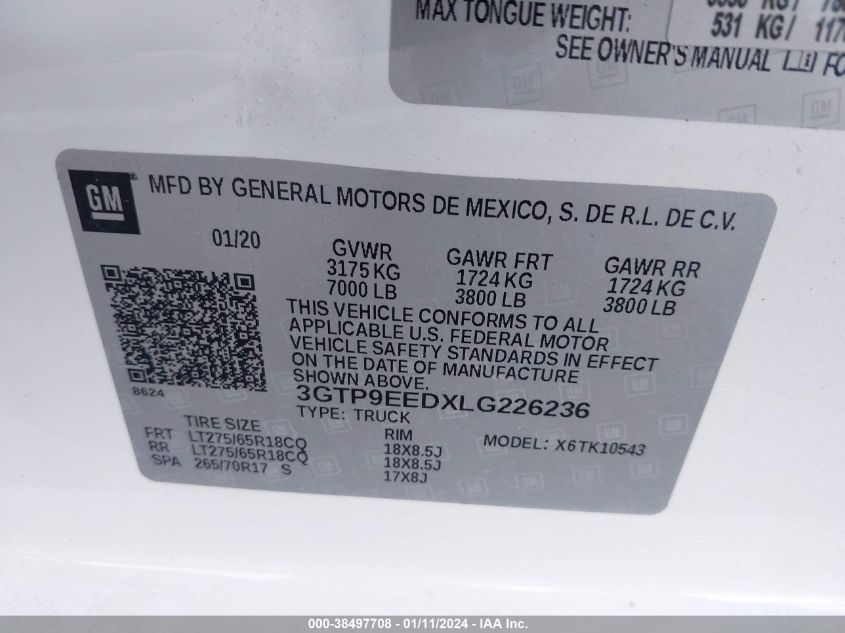 MAX TONGUE WEIGHT:
531 KG/
SEE OWNER'S MANUAL
GM
MFD BY GENERAL MOTORS DE MEXICO, S. DE R.L. DE C.V.
01/20
GVWR
3175 KG
7000 LB
GAWR FRT
1724 KG
3800 LB
GAWR RR
1724 KG
3800 LB
THIS VEHICLE CONFORMS TO ALL
APPLICABLE U.S. FEDERAL MOTOR
VEHICLE SAFETY STANDARDS IN EFFECT
ON THE DATE OF MANUFACTURE
SHOWN ABOVE.
8624
3GTP9EEDXLG226236
TYPE: TRUCK
TIRE SIZE RIM MODEL: X6TK10543
FRT LT275/65R18CQ 18X8.5J
RR LT275/65R18CQ 18X8.5J
SPA 265/70R17 S 17X8J
000-38497708 - 01/11/2024 - IAA Inc.